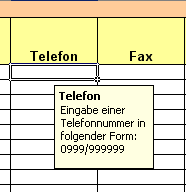 Telefon
Fax
Telefon
Eingabe einer
Telefonnummer in
folgender Form:
0999/999999